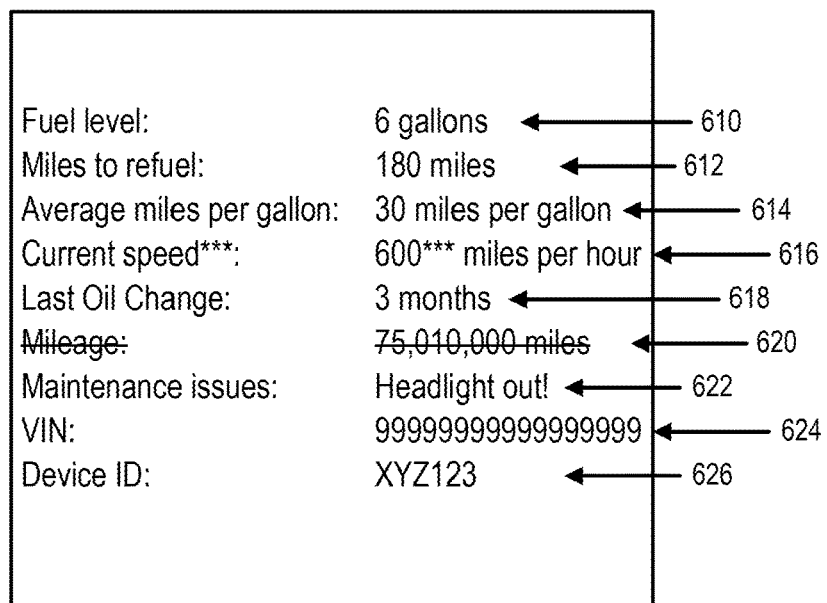 Fuel level: 6 gallons 610
Miles to refuel: 180 miles 612
Average miles per gallon: 30 miles per gallon 614
Current speed***: 600*** miles per hour 616
Last Oil Change: 3 months 618
Mileage: 75,010,000 miles 620
Maintenance issues: Headlight out! 622
VIN: 99999999999999999 624
Device ID: XYZ123 626